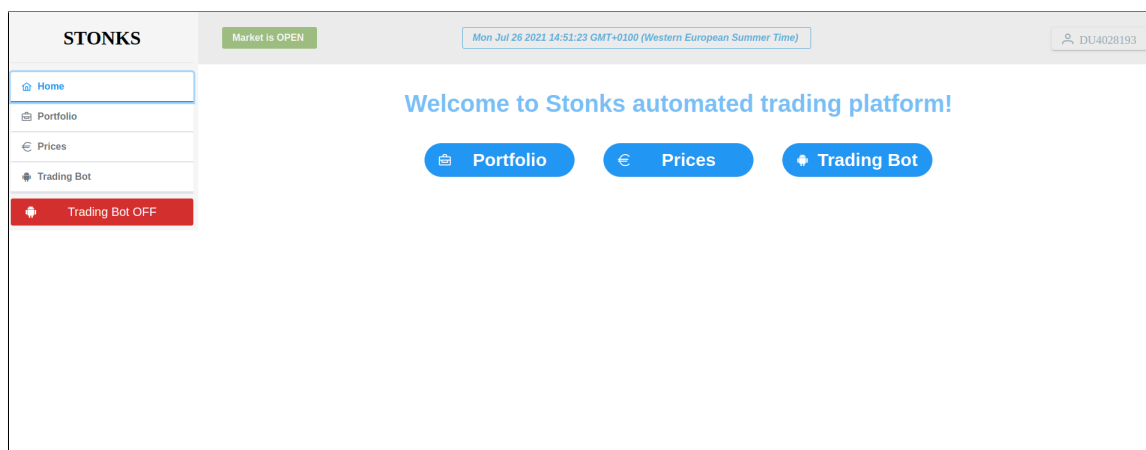 STONKS
Market is OPEN
Mon Jul 26 2021 14:51:23 GMT+0100 (Western European Summer Time)
DU4028193
Home
Portfolio
Prices
Trading Bot
Trading Bot OFF
Welcome to Stonks automated trading platform!
Portfolio
€ Prices
Trading Bot